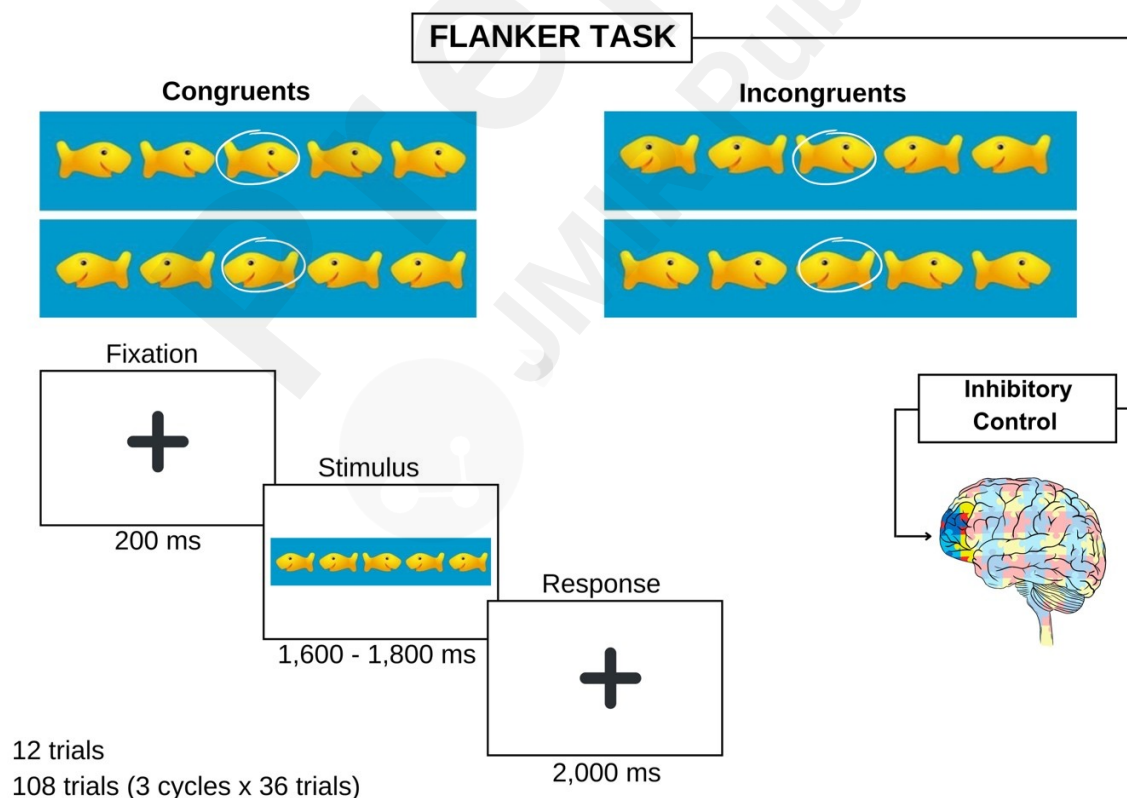 FLANKER TASK
Congruents
Incongruents
Fixation
200 ms
Stimulus
1,600 - 1,800 ms
Response
2,000 ms
Inhibitory
Control
12 trials
108 trials (3 cycles x 36 trials)
JMIR